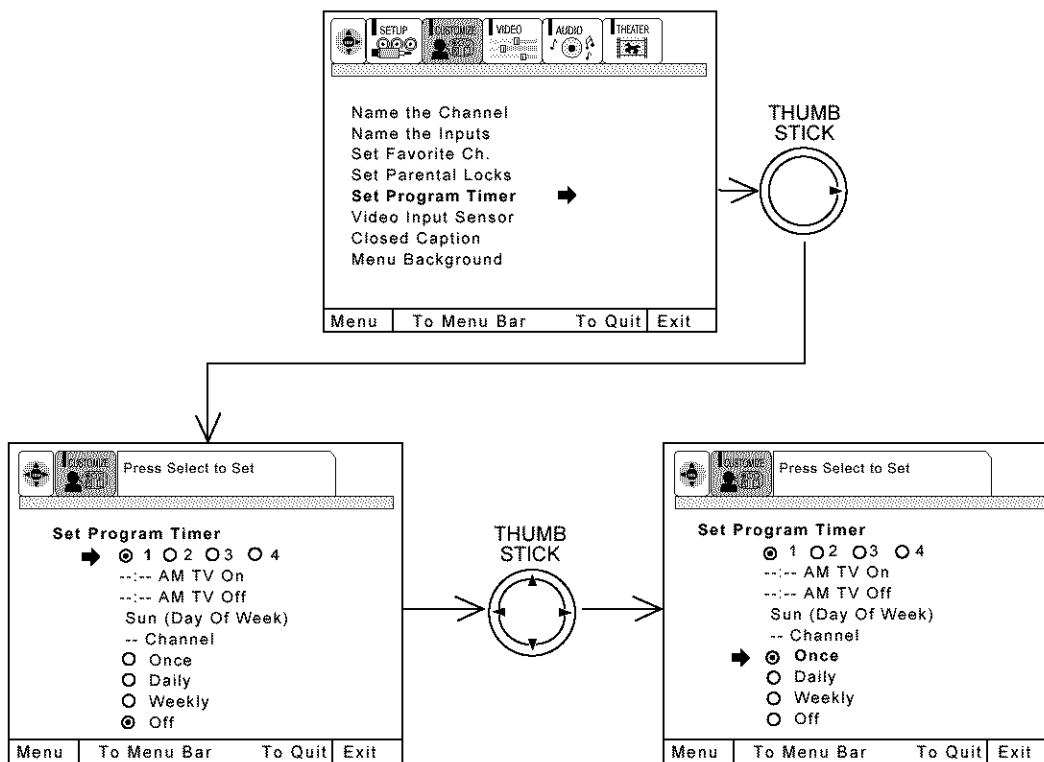 SETUP CUSTOMIZE VIDEO AUDIO THEATER
Name the Channel
Name the Inputs
Set Favorite Ch.
Set Parental Locks
Set Program Timer
Video Input Sensor
Closed Caption
Menu Background
Menu To Menu Bar To Quit Exit
THUMB
STICK
CUSTOMIZE Press Select to Set
Set Program Timer
1 2 3 4
--:-- AM TV On
--:-- AM TV Off
Sun (Day Of Week)
-- Channel
Once
Daily
Weekly
Off
Menu To Menu Bar To Quit Exit
THUMB
STICK
CUSTOMIZE Press Select to Set
Set Program Timer
1 2 3 4
--:-- AM TV On
--:-- AM TV Off
Sun (Day Of Week)
-- Channel
Once
Daily
Weekly
Off
Menu To Menu Bar To Quit Exit